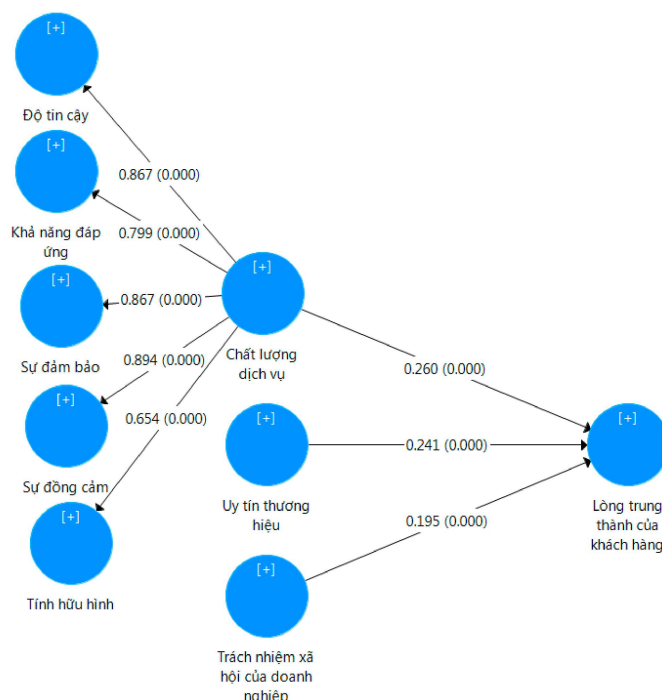 [+]
Độ tin cậy
[+]
0.867 (0.000)
Khả năng đáp
ứng
0.799 (0.000)
[+]
[+]
Sự đảm bảo
0.867 (0.000)
Chất lượng
dịch vụ
0.894 (0.000)
0.260 (0.000)
[+]
Sự đồng cảm
0.654 (0.000)
[+]
Uy tín thương
hiệu
0.241 (0.000)
[+]
Lòng trung
thành của
khách hàng
[+]
Tính hữu hình
0.195 (0.000)
[+]
Trách nhiệm xã
hội của doanh
nghiệp